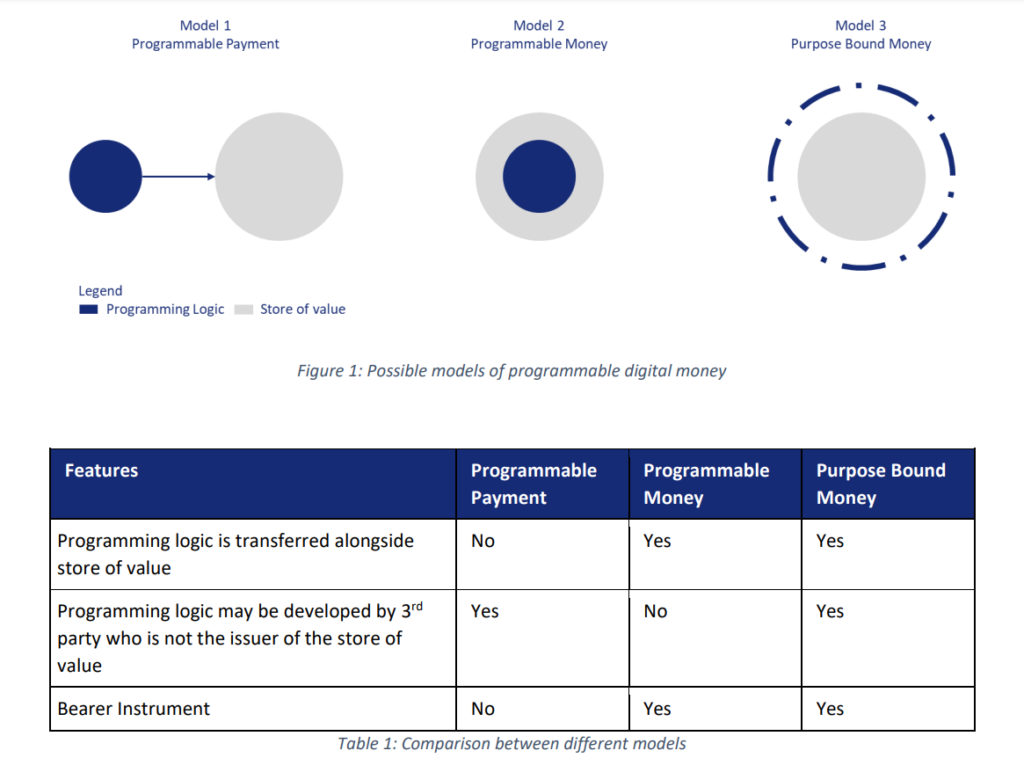 Model 1
Programmable Payment
Model 2
Programmable Money
Model 3
Purpose Bound Money
Legend
Programming Logic
Store of value
Figure 1: Possible models of programmable digital money
Features
Programmable
Payment
Programmable
Money
Purpose Bound
Money
Programming logic is transferred alongside
store of value
No
Yes
Yes
Programming logic may be developed by 3rd
party who is not the issuer of the store of
value
Yes
No
Yes
Bearer Instrument
No
Yes
Yes
Table 1: Comparison between different models